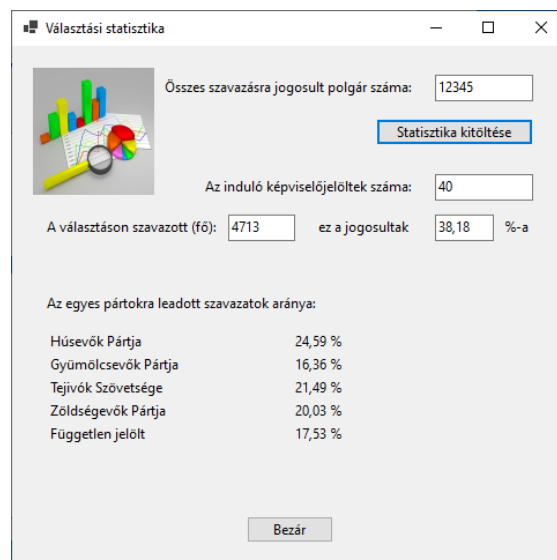 Választási statisztika
Összes szavazásra jogosult polgár száma: 12345
Statisztika kitöltése
Az induló képviselőjelöltek száma: 40
A választáson szavazott (fő): 4713 ez a jogosultak 38,18 %-a
Az egyes pártokra leadott szavazatok aránya:
Húsevők Pártja 24,59 %
Gyümölcsevők Pártja 16,36 %
Tejivók Szövetsége 21,49 %
Zöldségevők Pártja 20,03 %
Független jelölt 17,53 %
Bezár